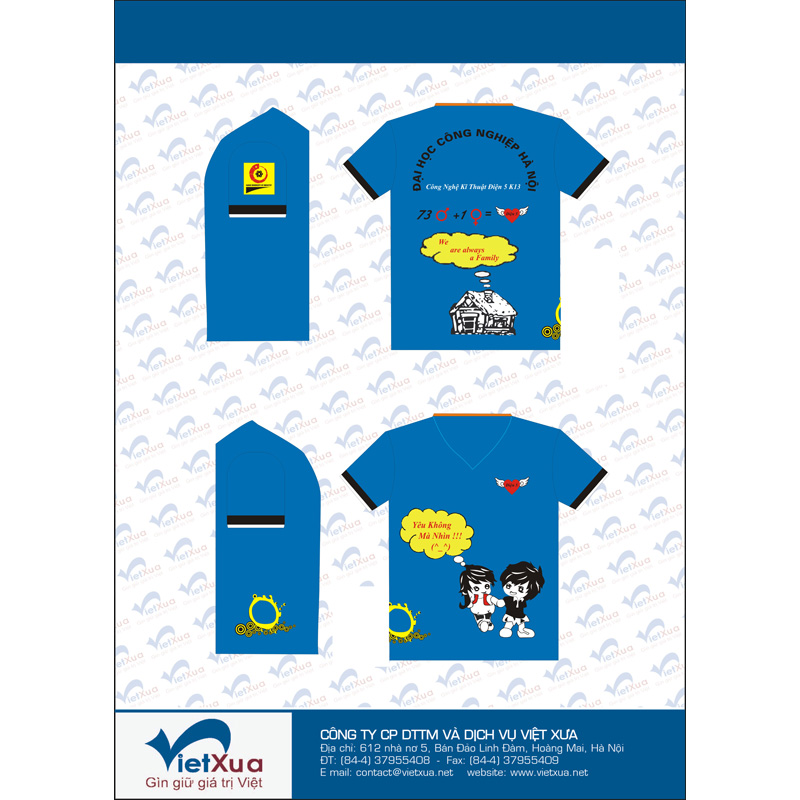 ĐẠI HỌC CÔNG NGHIỆP HÀ NỘI
Công Nghệ Kĩ Thuật Điện 5 K13
73 ♂ +1 ♀ =
We
are always
a Family
Yêu Không
Mà Nhìn !!!
(^_^)
VietXưa
Gìn giữ giá trị Việt
CÔNG TY CP DTTM VÀ DỊCH VỤ VIỆT XƯA
Địa chỉ: 612 nhà nơ 5, Bán Đảo Linh Đàm, Hoàng Mai, Hà Nội
ĐT: (84-4) 37955408 - Fax: (84-4) 37955409
E mail: contact@vietxua.net website: www.vietxua.net